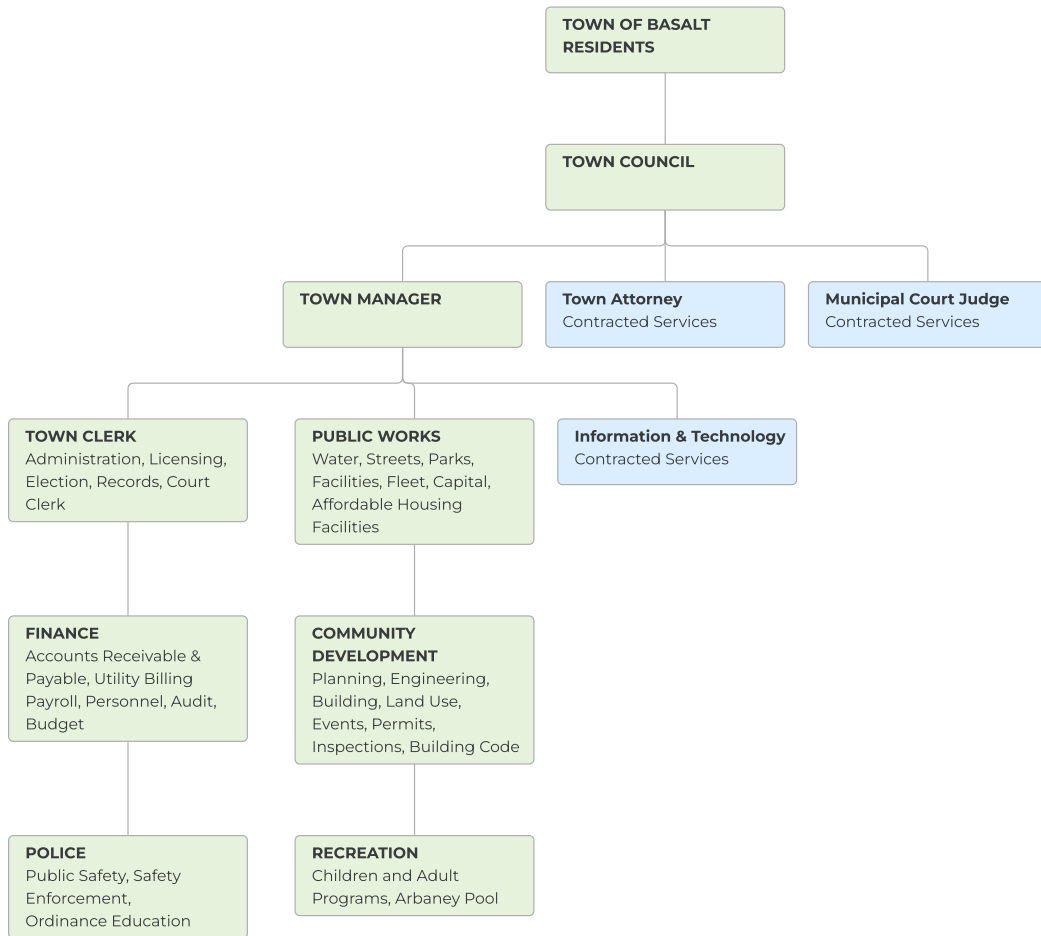 TOWN OF BASALT
RESIDENTS
TOWN COUNCIL
TOWN MANAGER
Town Attorney
Contracted Services
Municipal Court Judge
Contracted Services
TOWN CLERK
Administration, Licensing,
Election, Records, Court
Clerk
PUBLIC WORKS
Water, Streets, Parks,
Facilities, Fleet, Capital,
Affordable Housing
Facilities
Information & Technology
Contracted Services
FINANCE
Accounts Receivable &
Payable, Utility Billing
Payroll, Personnel, Audit,
Budget
COMMUNITY
DEVELOPMENT
Planning, Engineering,
Building, Land Use,
Events, Permits,
Inspections, Building Code
POLICE
Public Safety, Safety
Enforcement,
Ordinance Education
RECREATION
Children and Adult
Programs, Arbaney Pool